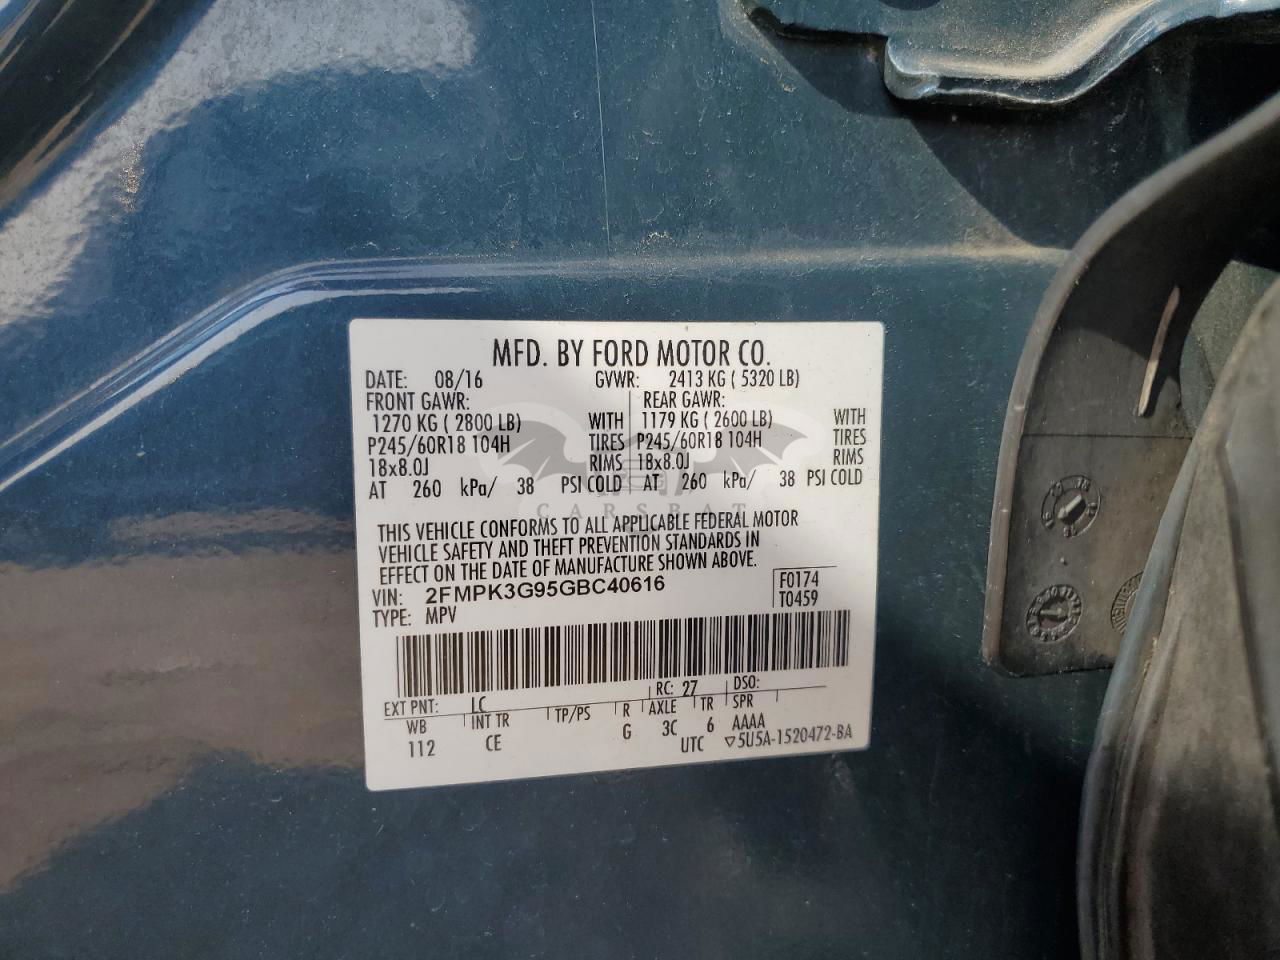 MFD. BY FORD MOTOR CO.
DATE: 08/16 GVWR: 2413 KG ( 5320 LB)
FRONT GAWR: REAR GAWR:
1270 KG ( 2800 LB) WITH 1179 KG ( 2600 LB) WITH
P245/60R18 104H TIRES P245/60R18 104H TIRES
18x8.0J RIMS 18x8.0J RIMS
AT 260 kPa/ 38 PSI COLD AT 260 kPa/ 38 PSI COLD
CARSBAT
THIS VEHICLE CONFORMS TO ALL APPLICABLE FEDERAL MOTOR
VEHICLE SAFETY AND THEFT PREVENTION STANDARDS IN
EFFECT ON THE DATE OF MANUFACTURE SHOWN ABOVE.
VIN: 2FMPK3G95GBC40616 F0174
TYPE: MPV T0459
EXT PNT: LC RC: 27 DSO:
WB INT TR TP/PS R AXLE TR SPR
112 CE G 3C 6 AAAA
UTC ▽5U5A-1520472-BA